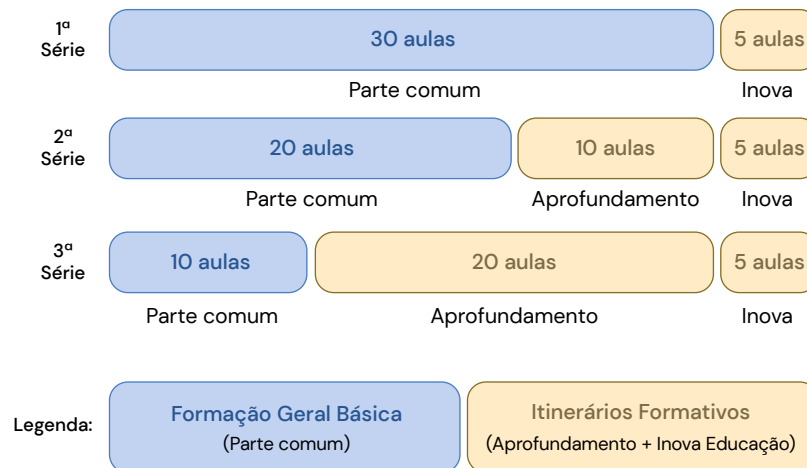 1ª
Série
30 aulas
5 aulas
Parte comum
Inova
2ª
Série
20 aulas
10 aulas
5 aulas
Parte comum
Aprofundamento
Inova
3ª
Série
10 aulas
20 aulas
5 aulas
Parte comum
Aprofundamento
Inova
Legenda:
Formação Geral Básica
(Parte comum)
Itinerários Formativos
(Aprofundamento + Inova Educação)